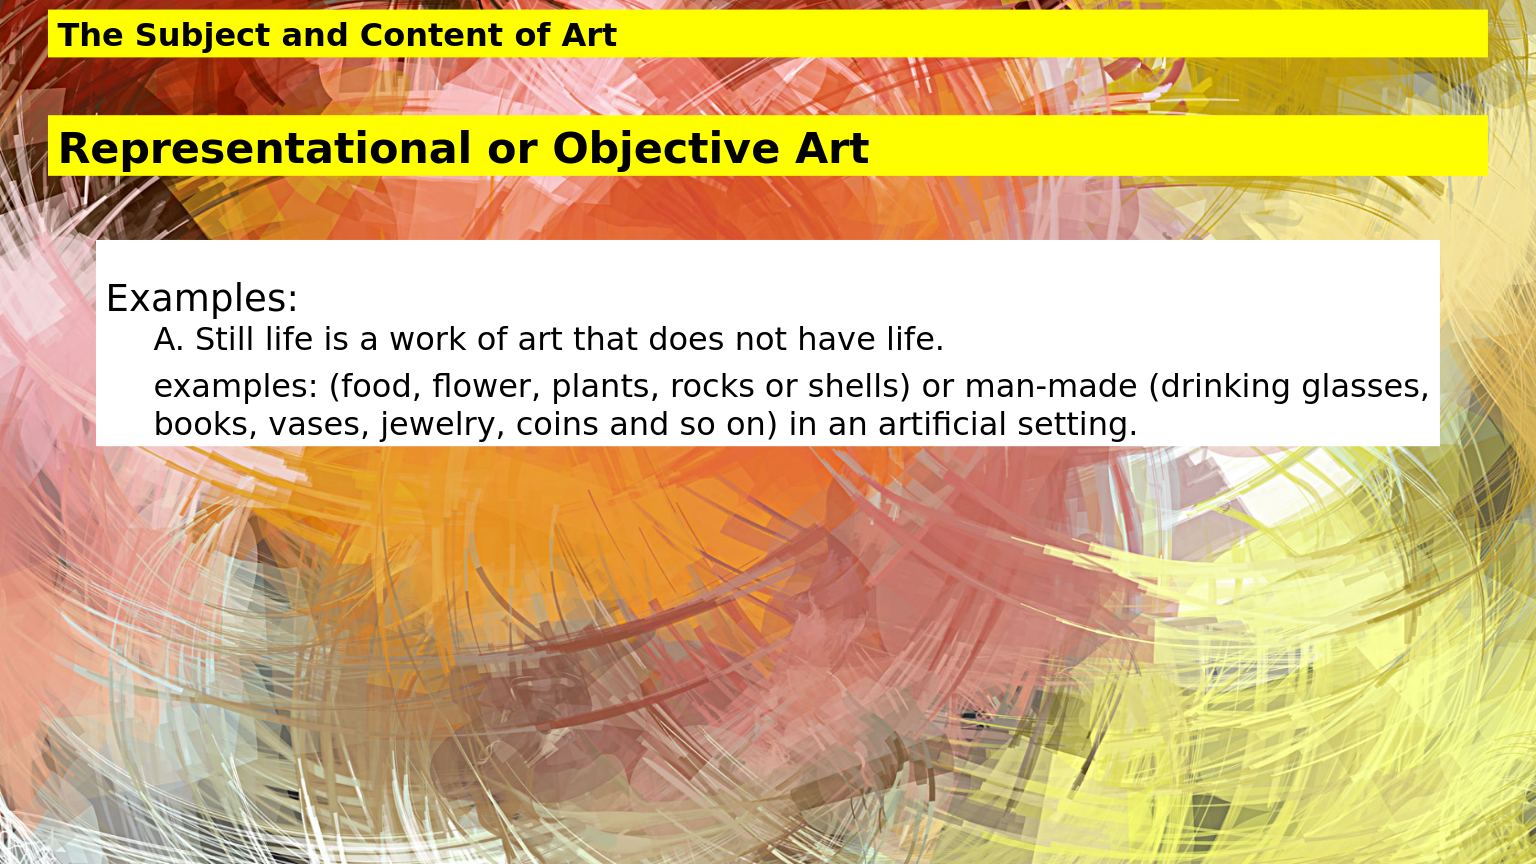 The Subject and Content of Art
Representational or Objective Art
Examples:
A. Still life is a work of art that does not have life.
examples: (food, flower, plants, rocks or shells) or man-made (drinking glasses,
books, vases, jewelry, coins and so on) in an artificial setting.